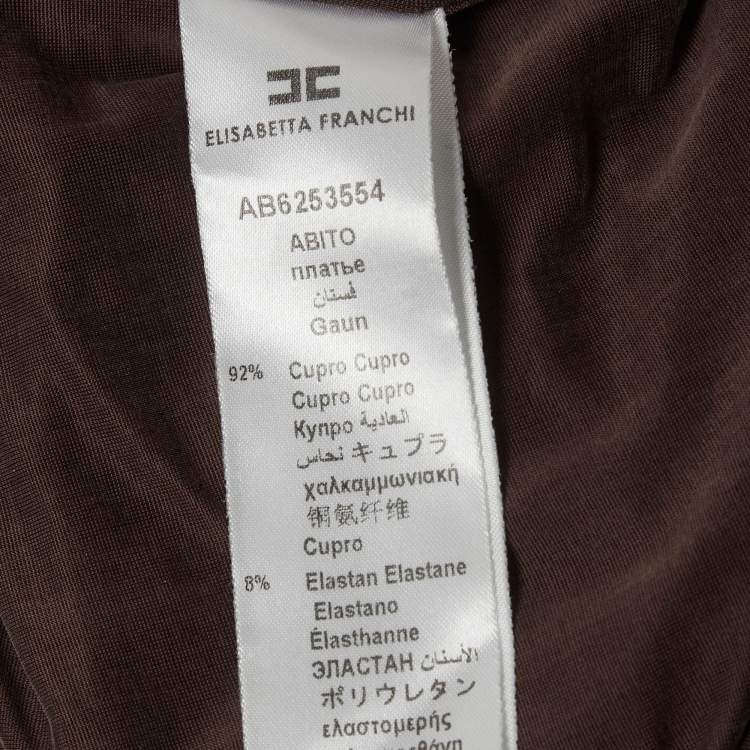 ELISABETTA FRANCHI
AB6253554
ABITO
платье
فستان
Gaun
92% Cupro Cupro
Cupro Cupro
Купро العادية
نحاس キュプラ
χαλκαμμωνιακή
铜氨纤维
Cupro
8% Elastan Elastane
Elastano
Élasthanne
ЭЛАСТАН الأستان
ポリウレタン
ελαστομερής